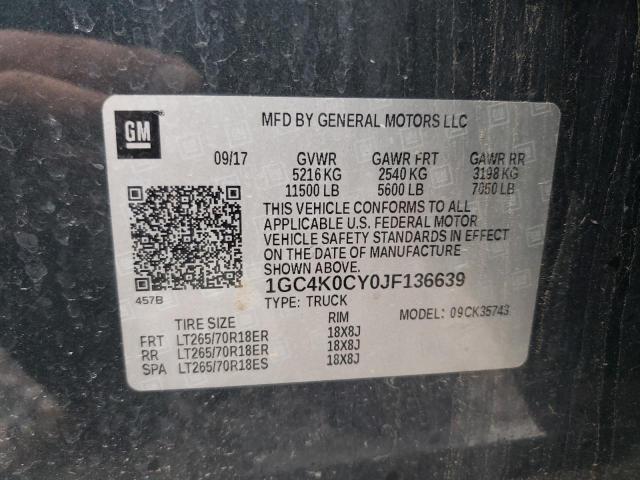 GM
MFD BY GENERAL MOTORS LLC
09/17 GVWR GAWR FRT GAWR RR
5216 KG 2540 KG 3198 KG
11500 LB 5600 LB 7050 LB
THIS VEHICLE CONFORMS TO ALL
APPLICABLE U.S. FEDERAL MOTOR
VEHICLE SAFETY STANDARDS IN EFFECT
ON THE DATE OF MANUFACTURE
SHOWN ABOVE.
457B
1GC4K0CY0JF136639
TYPE: TRUCK MODEL: 09CK35743
TIRE SIZE RIM
FRT LT265/70R18ER 18X8J
RR LT265/70R18ER 18X8J
SPA LT265/70R18ES 18X8J